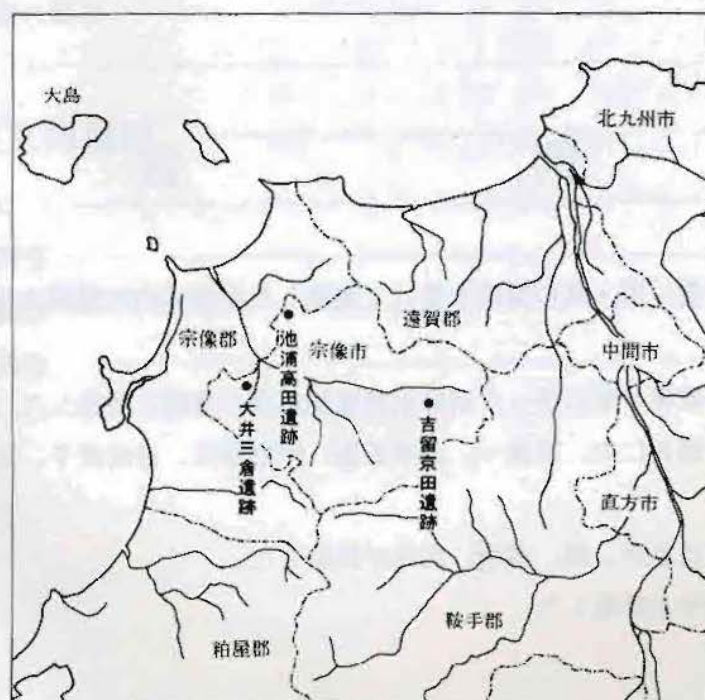 大島
北九州市
宗像郡
池浦高田遺跡
宗像市
遠賀郡
中間市
大井三倉遺跡
吉留京田遺跡
直方市
粕屋郡
鞍手郡